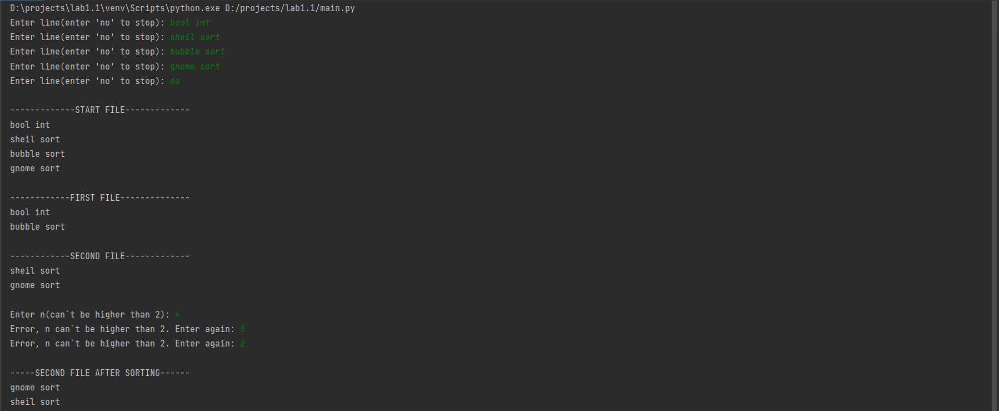 D:\projects\lab1.1\venv\Scripts\python.exe D:/projects/lab1.1/main.py
Enter line(enter 'no' to stop): bool int
Enter line(enter 'no' to stop): sheil sort
Enter line(enter 'no' to stop): bubble sort
Enter line(enter 'no' to stop): gnome sort
Enter line(enter 'no' to stop): no
-------------START FILE-------------
bool int
sheil sort
bubble sort
gnome sort
------------FIRST FILE--------------
bool int
bubble sort
------------SECOND FILE-------------
sheil sort
gnome sort
Enter n(can`t be higher than 2): 4
Error, n can`t be higher than 2. Enter again: 5
Error, n can`t be higher than 2. Enter again: 2
-----SECOND FILE AFTER SORTING------
gnome sort
sheil sort